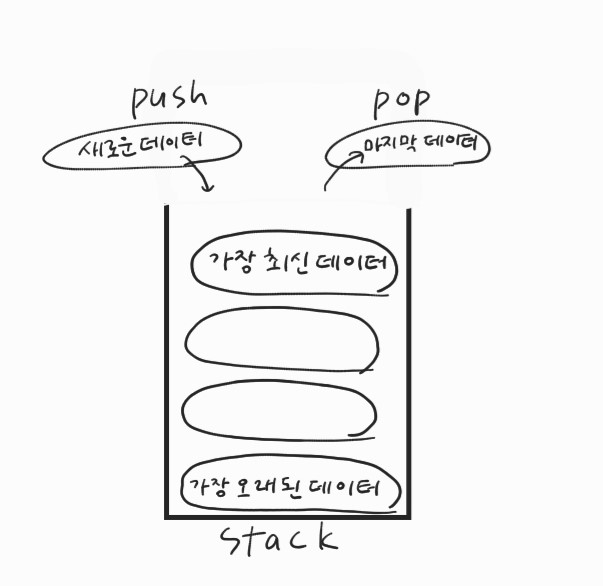 push
pop
새로운 데이터
마지막 데이터
가장 최신 데이터
가장 오래된 데이터
stack